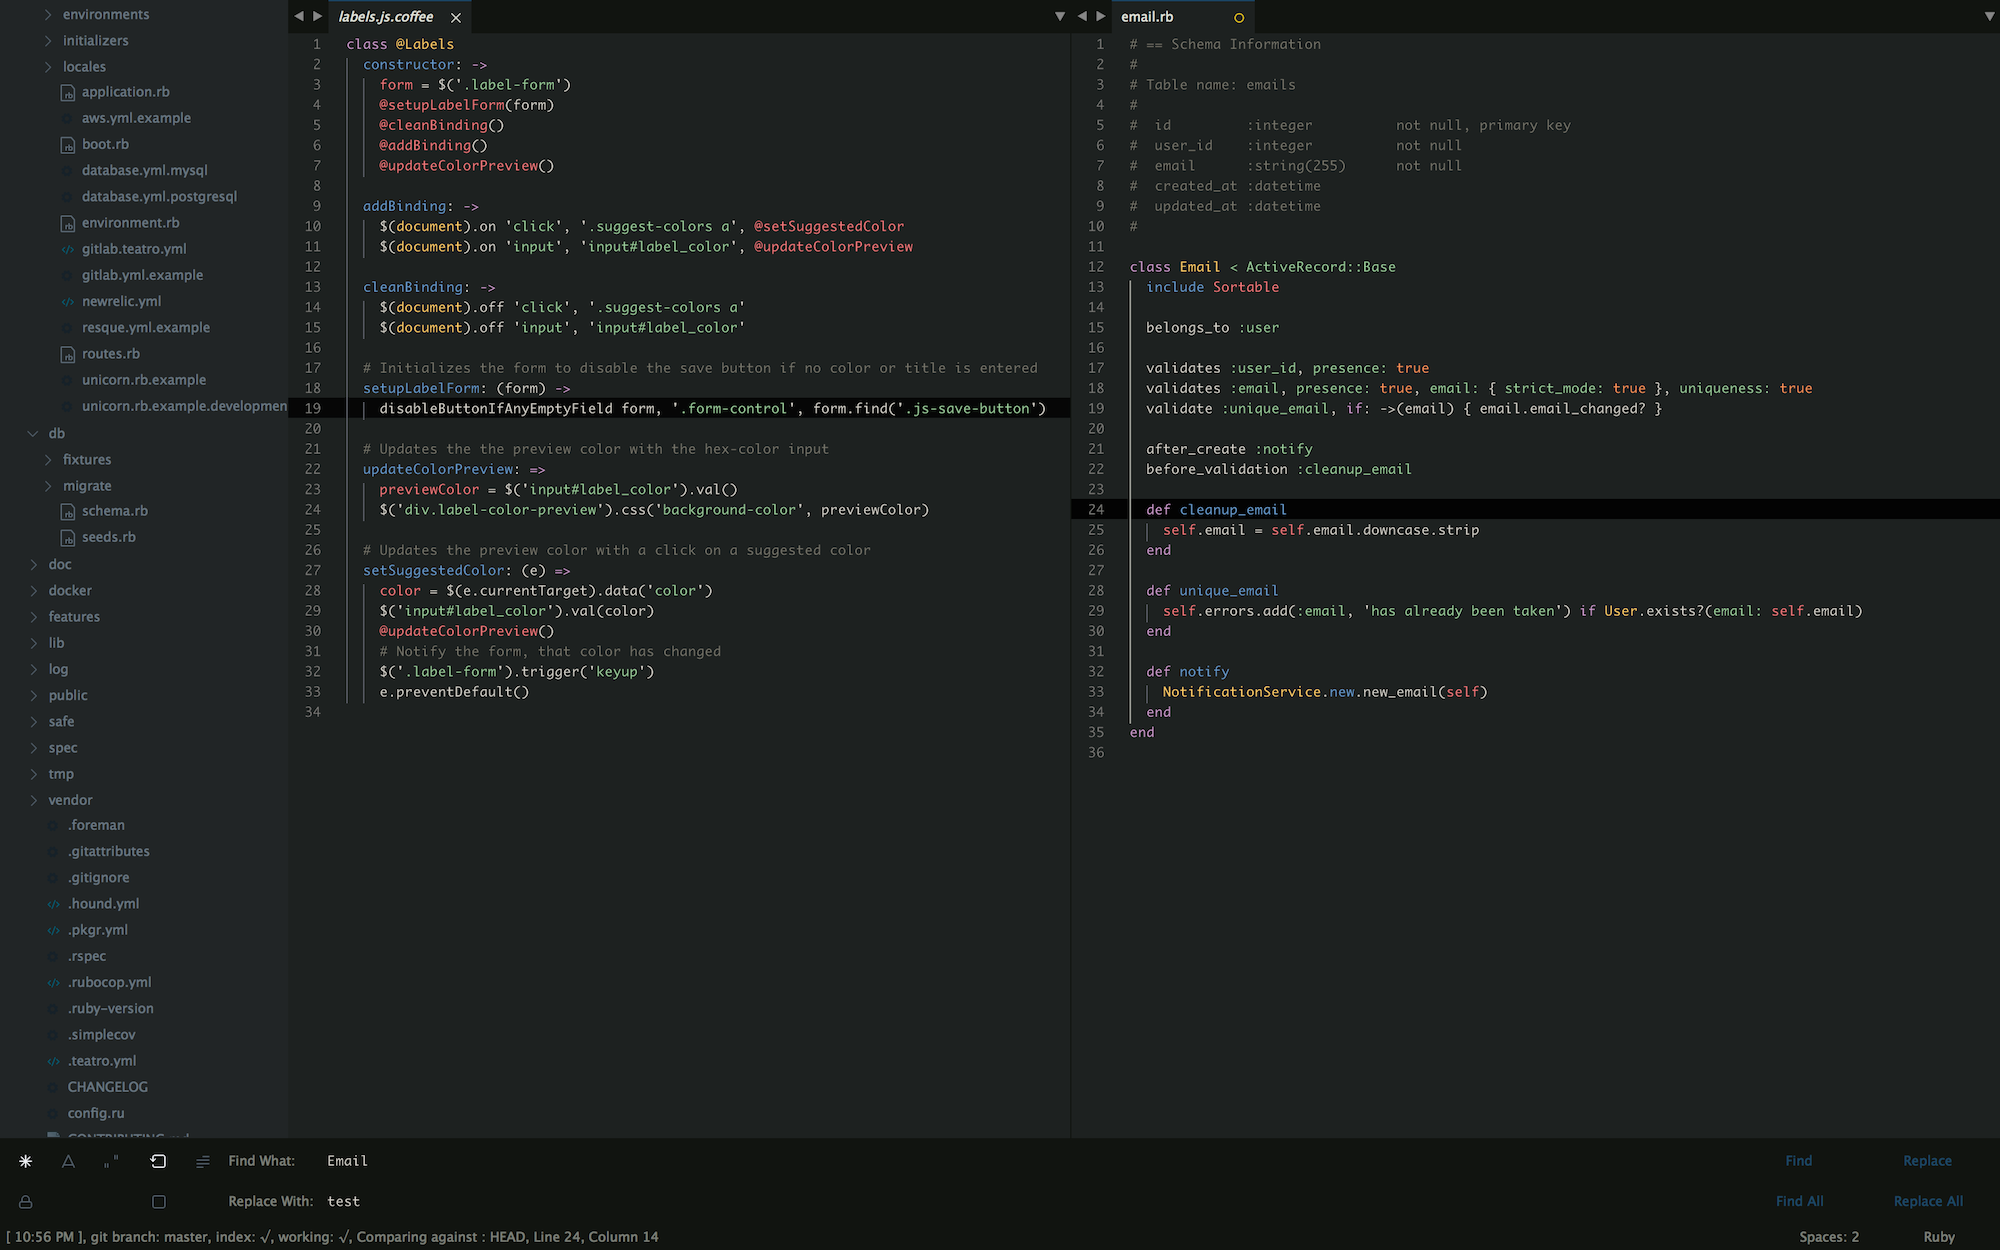 environments
initializers
locales
application.rb
aws.yml.example
boot.rb
database.yml.mysql
database.yml.postgresql
environment.rb
gitlab.teatro.yml
gitlab.yml.example
newrelic.yml
resque.yml.example
routes.rb
unicorn.rb.example
unicorn.rb.example.developmen
db
fixtures
migrate
schema.rb
seeds.rb
doc
docker
features
lib
log
public
safe
spec
tmp
vendor
.foreman
.gitattributes
.gitignore
.hound.yml
.pkgr.yml
.rspec
.rubocop.yml
.ruby-version
.simplecov
.teatro.yml
CHANGELOG
config.ru
labels.js.coffee
1 class @Labels
2   constructor: ->
3     form = $('.label-form')
4     @setupLabelForm(form)
5     @cleanBinding()
6     @addBinding()
7     @updateColorPreview()
8
9   addBinding: ->
10     $(document).on 'click', '.suggest-colors a', @setSuggestedColor
11     $(document).on 'input', 'input#label_color', @updateColorPreview
12
13   cleanBinding: ->
14     $(document).off 'click', '.suggest-colors a'
15     $(document).off 'input', 'input#label_color'
16
17   # Initializes the form to disable the save button if no color or title is entered
18   setupLabelForm: (form) ->
19     disableButtonIfAnyEmptyField form, '.form-control', form.find('.js-save-button')
20
21   # Updates the the preview color with the hex-color input
22   updateColorPreview: =>
23     previewColor = $('input#label_color').val()
24     $('div.label-color-preview').css('background-color', previewColor)
25
26   # Updates the preview color with a click on a suggested color
27   setSuggestedColor: (e) =>
28     color = $(e.currentTarget).data('color')
29     $('input#label_color').val(color)
30     @updateColorPreview()
31     # Notify the form, that color has changed
32     $('.label-form').trigger('keyup')
33     e.preventDefault()
34
email.rb
1 # == Schema Information
2 #
3 # Table name: emails
4 #
5 #  id         :integer          not null, primary key
6 #  user_id    :integer          not null
7 #  email      :string(255)      not null
8 #  created_at :datetime
9 #  updated_at :datetime
10 #
11
12 class Email < ActiveRecord::Base
13   include Sortable
14
15   belongs_to :user
16
17   validates :user_id, presence: true
18   validates :email, presence: true, email: { strict_mode: true }, uniqueness: true
19   validate :unique_email, if: ->(email) { email.email_changed? }
20
21   after_create :notify
22   before_validation :cleanup_email
23
24   def cleanup_email
25     self.email = self.email.downcase.strip
26   end
27
28   def unique_email
29     self.errors.add(:email, 'has already been taken') if User.exists?(email: self.email)
30   end
31
32   def notify
33     NotificationService.new.new_email(self)
34   end
35 end
36
Find What: Email Find Replace
Replace With: test Find All Replace All
[ 10:56 PM ], git branch: master, index: √, working: √, Comparing against : HEAD, Line 24, Column 14 Spaces: 2 Ruby